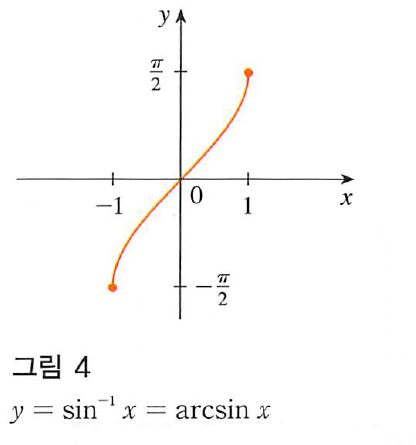 y
π/2
-1
0
1
x
-π/2
그림 4
y = sin⁻¹ x = arcsin x